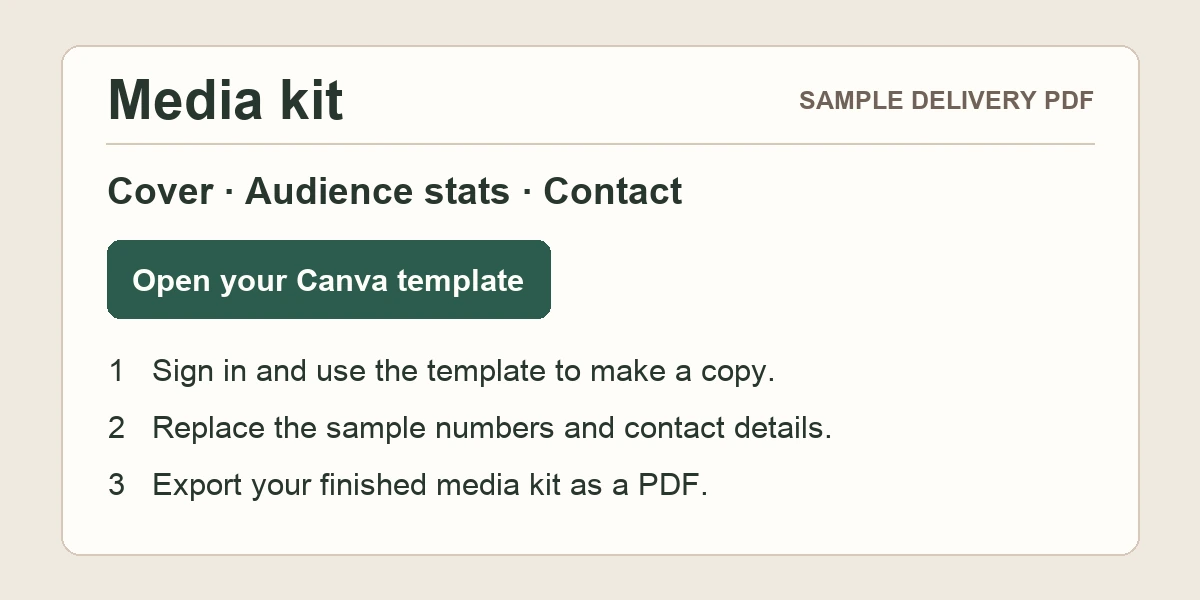 Media kit
SAMPLE DELIVERY PDF
Cover · Audience stats · Contact
Open your Canva template
1 Sign in and use the template to make a copy.
2 Replace the sample numbers and contact details.
3 Export your finished media kit as a PDF.